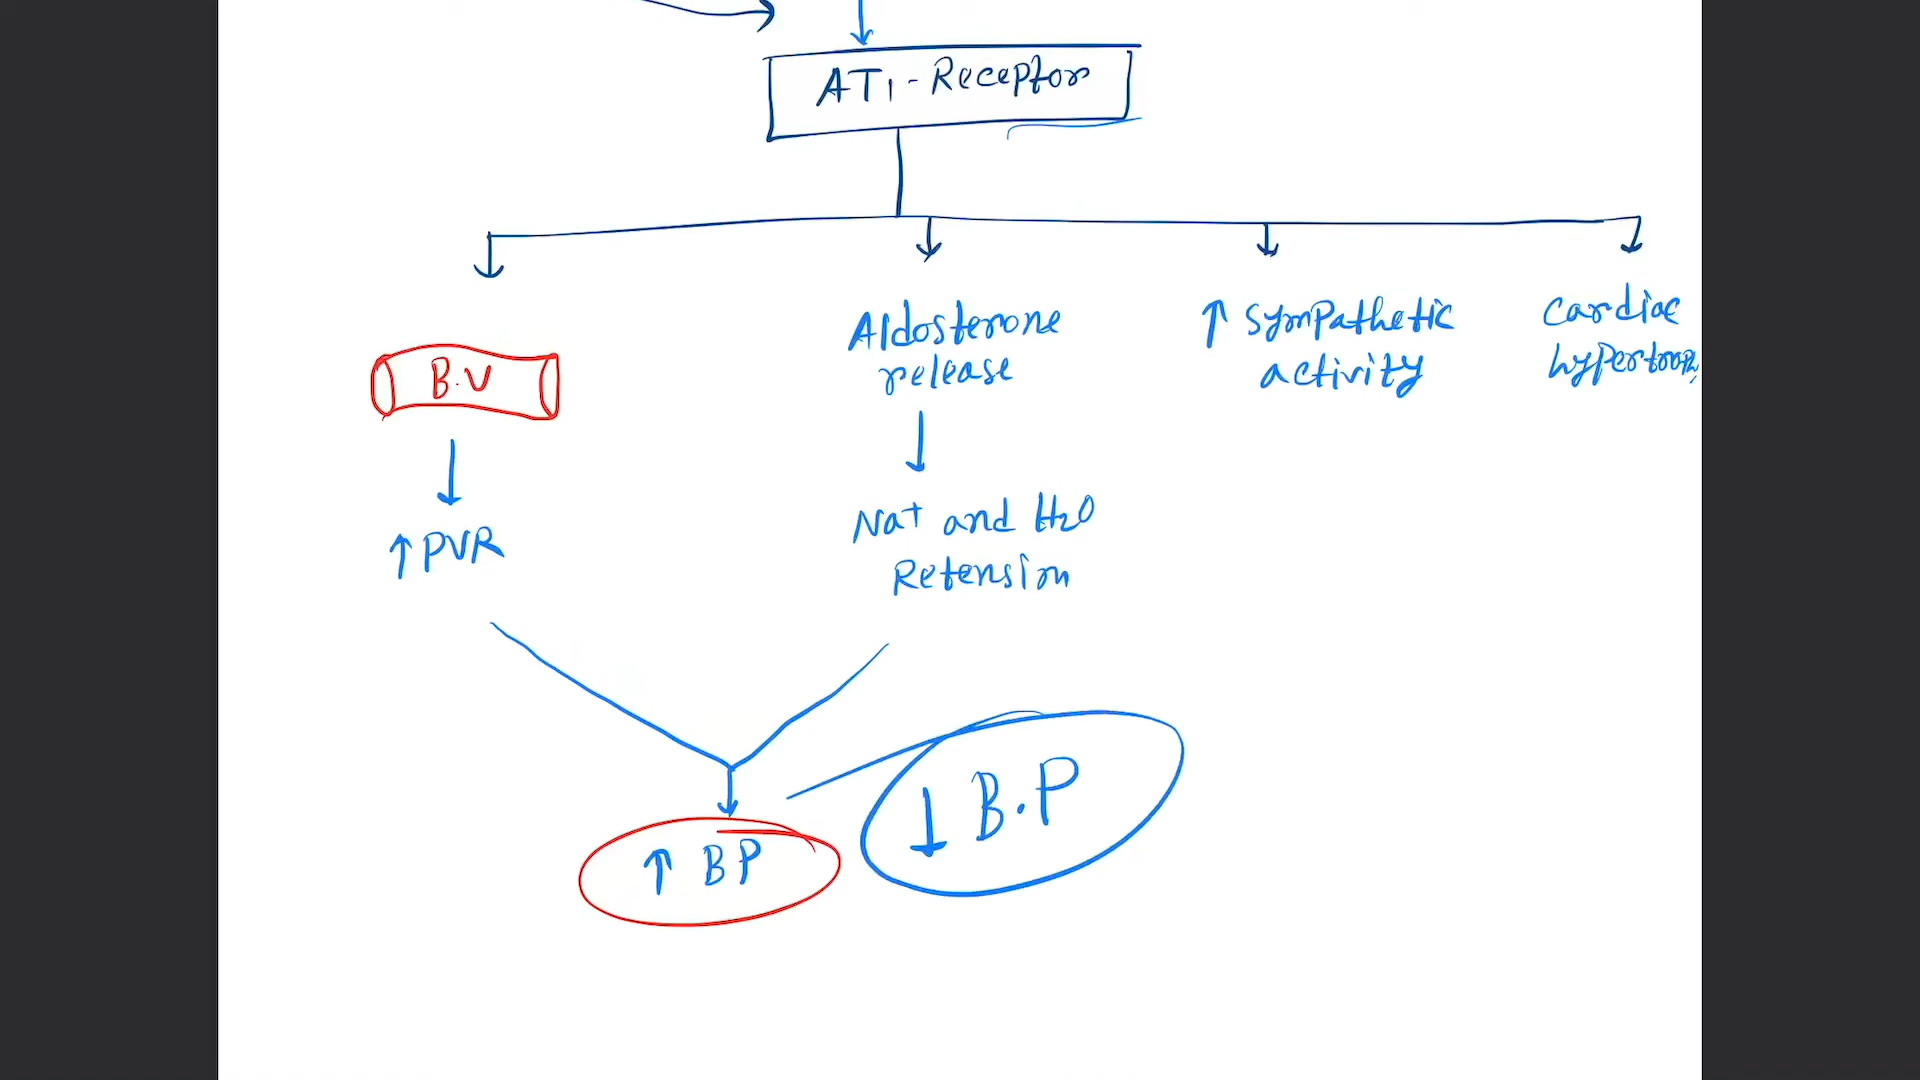 AT1-Receptor
B.V
↑ PVR
Aldosterone
release
Na+ and H2O
Retension
↑ Sympathetic
activity
Cardiac
↑ BP
↓ B.P